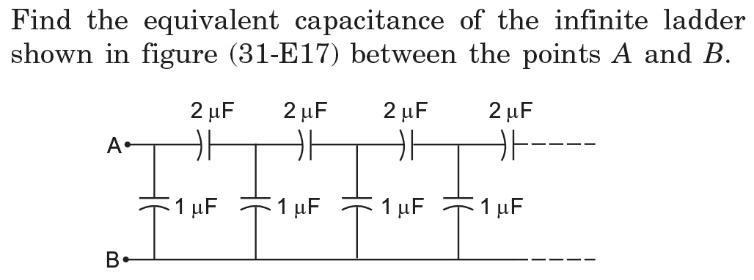 Find the equivalent capacitance of the infinite ladder
shown in figure (31-E17) between the points A and B.
2 μF 2 μF 2 μF 2 μF
A
1 μF 1 μF 1 μF 1 μF
B